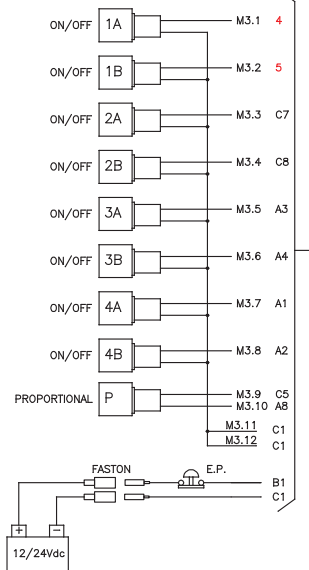 ON/OFF 1A M3.1 4
ON/OFF 1B M3.2 5
ON/OFF 2A M3.3 C7
ON/OFF 2B M3.4 C8
ON/OFF 3A M3.5 A3
ON/OFF 3B M3.6 A4
ON/OFF 4A M3.7 A1
ON/OFF 4B M3.8 A2
PROPORTIONAL P M3.9 C5
M3.10 A8
M3.11 C1
M3.12 C1
FASTON E.P.
B1
C1
+ −
12/24Vdc